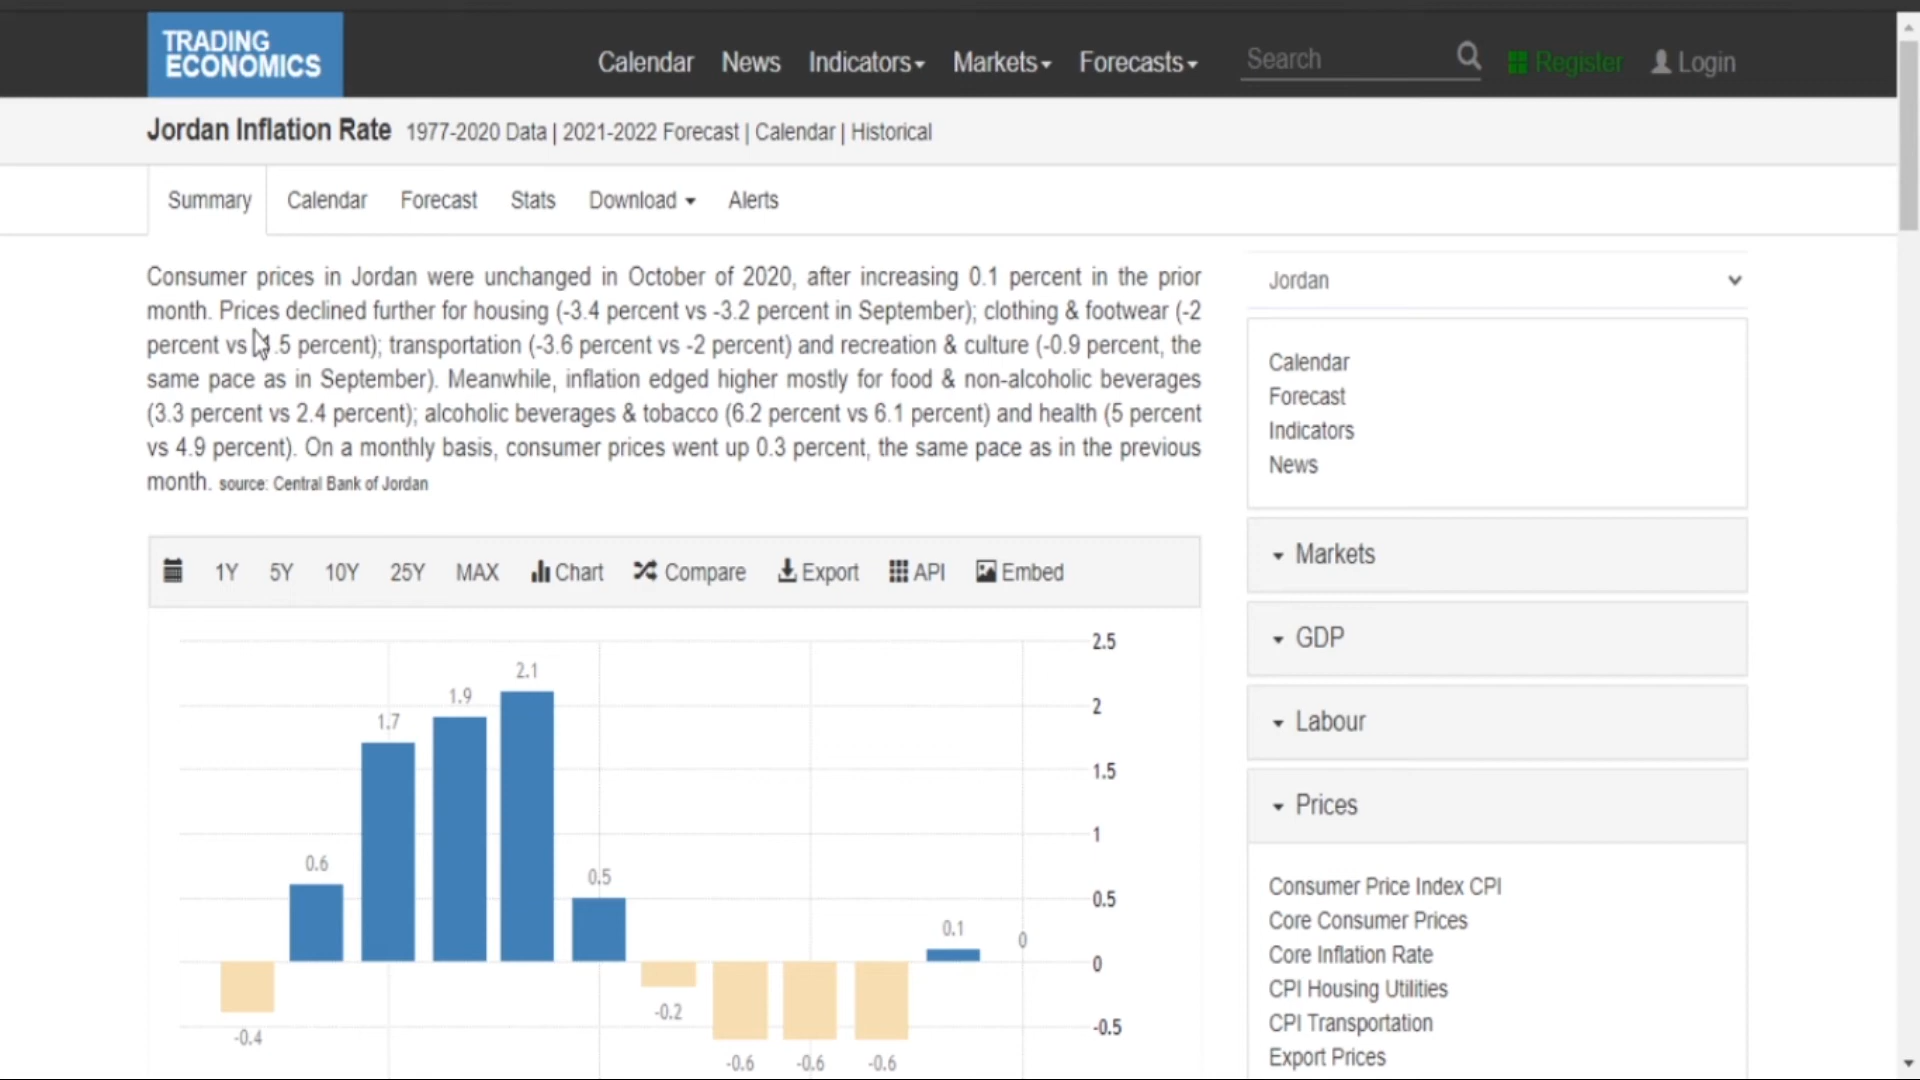 TRADING
ECONOMICS
Calendar News Indicators Markets Forecasts Search Register Login
Jordan Inflation Rate 1977-2020 Data | 2021-2022 Forecast | Calendar | Historical
Summary Calendar Forecast Stats Download Alerts
Consumer prices in Jordan were unchanged in October of 2020, after increasing 0.1 percent in the prior
month. Prices declined further for housing (-3.4 percent vs -3.2 percent in September); clothing & footwear (-2
percent vs .5 percent); transportation (-3.6 percent vs -2 percent) and recreation & culture (-0.9 percent, the
same pace as in September). Meanwhile, inflation edged higher mostly for food & non-alcoholic beverages
(3.3 percent vs 2.4 percent); alcoholic beverages & tobacco (6.2 percent vs 6.1 percent) and health (5 percent
vs 4.9 percent). On a monthly basis, consumer prices went up 0.3 percent, the same pace as in the previous
month. source: Central Bank of Jordan
1Y 5Y 10Y 25Y MAX Chart Compare Export API Embed
2.5
2.1
2
1.9
1.7
1.5
1
0.6
0.5
0.5
0.1
0
0
-0.4
-0.2
-0.5
-0.6
-0.6
-0.6
Jordan
Calendar
Forecast
Indicators
News
Markets
GDP
Labour
Prices
Consumer Price Index CPI
Core Consumer Prices
Core Inflation Rate
CPI Housing Utilities
CPI Transportation
Export Prices